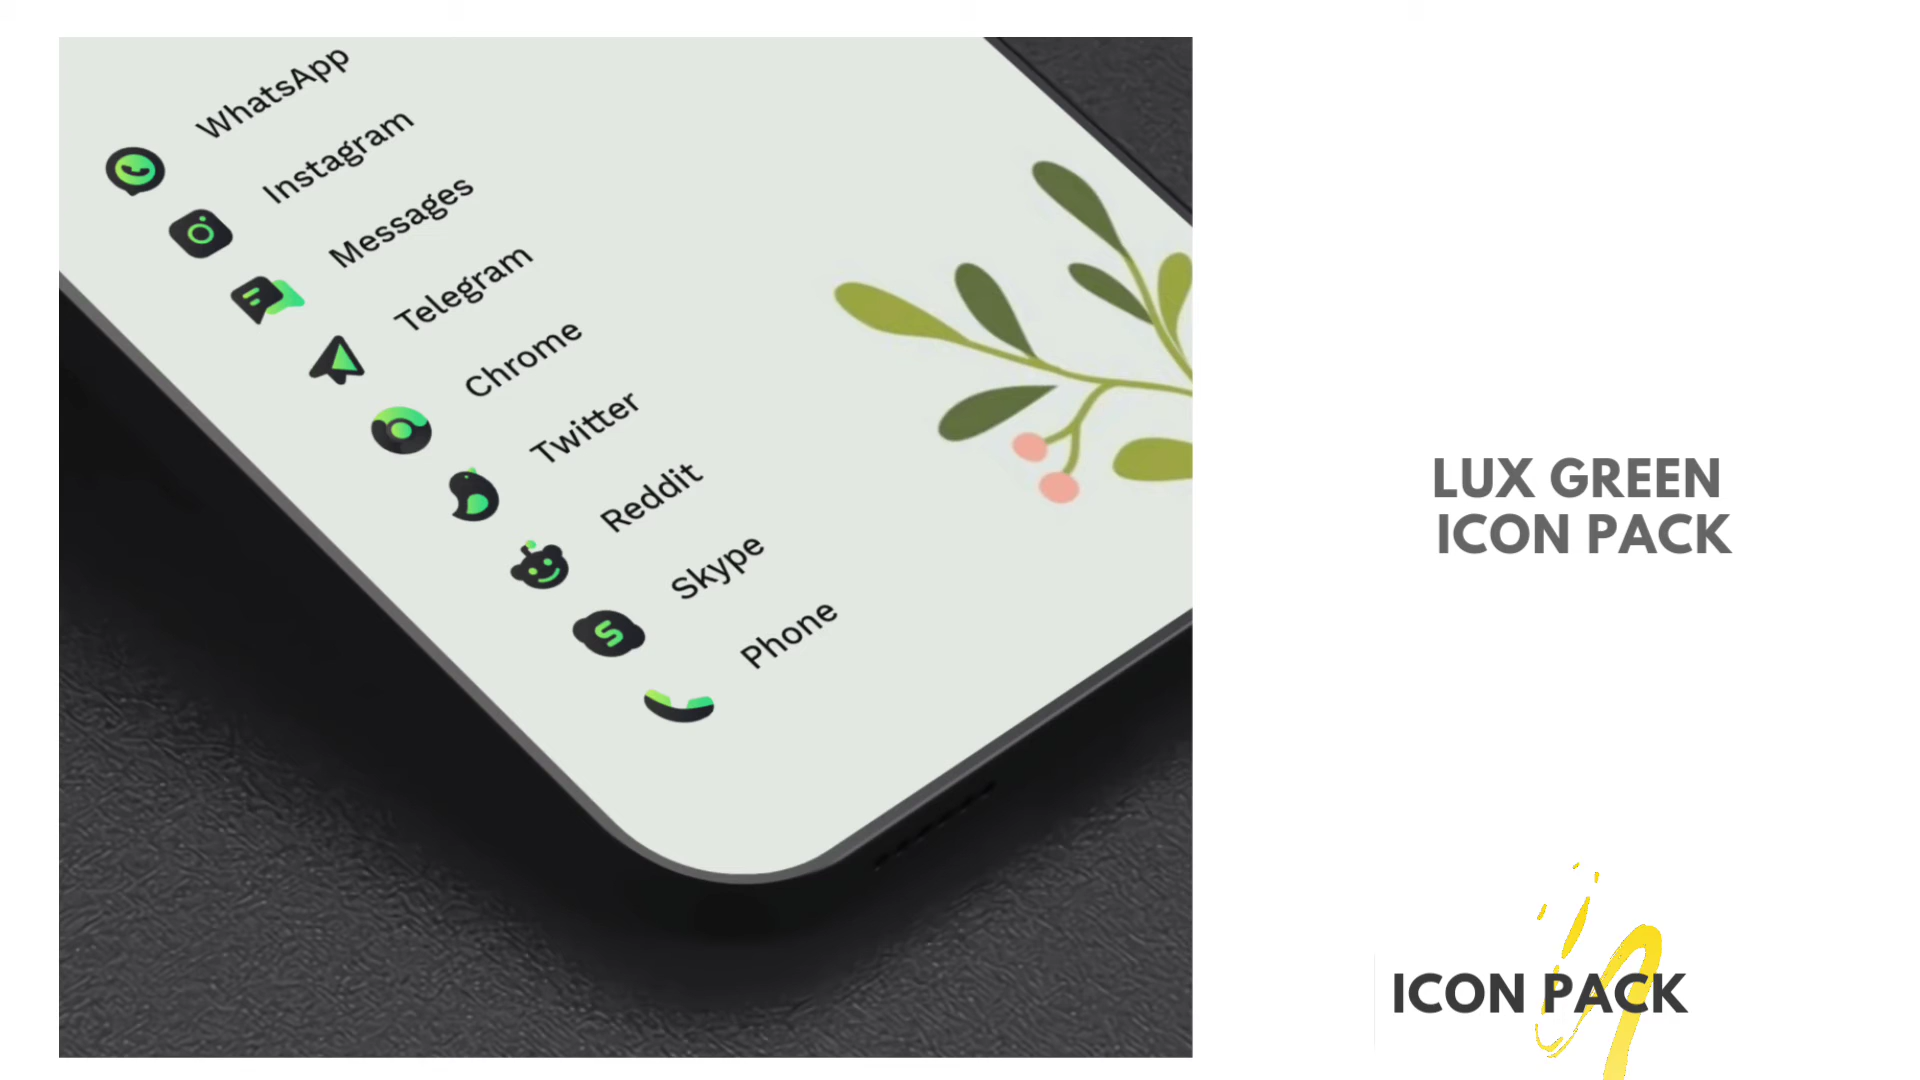 WhatsApp
Instagram
Messages
Telegram
Chrome
Twitter
Reddit
Skype
Phone
LUX GREEN
ICON PACK
ICON PACK